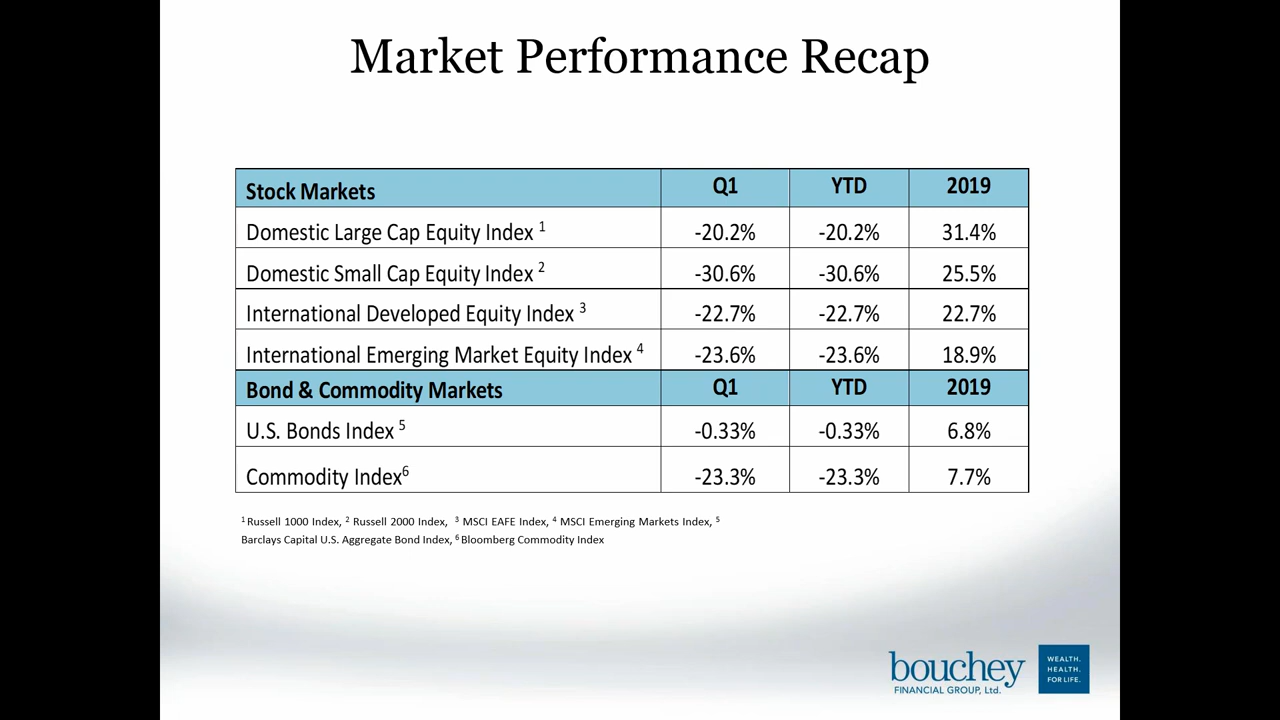 Market Performance Recap
Stock Markets Q1 YTD 2019
Domestic Large Cap Equity Index 1 -20.2% -20.2% 31.4%
Domestic Small Cap Equity Index 2 -30.6% -30.6% 25.5%
International Developed Equity Index 3 -22.7% -22.7% 22.7%
International Emerging Market Equity Index 4 -23.6% -23.6% 18.9%
Bond & Commodity Markets Q1 YTD 2019
U.S. Bonds Index 5 -0.33% -0.33% 6.8%
Commodity Index6 -23.3% -23.3% 7.7%
1 Russell 1000 Index, 2 Russell 2000 Index, 3 MSCI EAFE Index, 4 MSCI Emerging Markets Index, 5
Barclays Capital U.S. Aggregate Bond Index, 6 Bloomberg Commodity Index
bouchey
FINANCIAL GROUP, Ltd.
WEALTH.
HEALTH.
FOR LIFE.